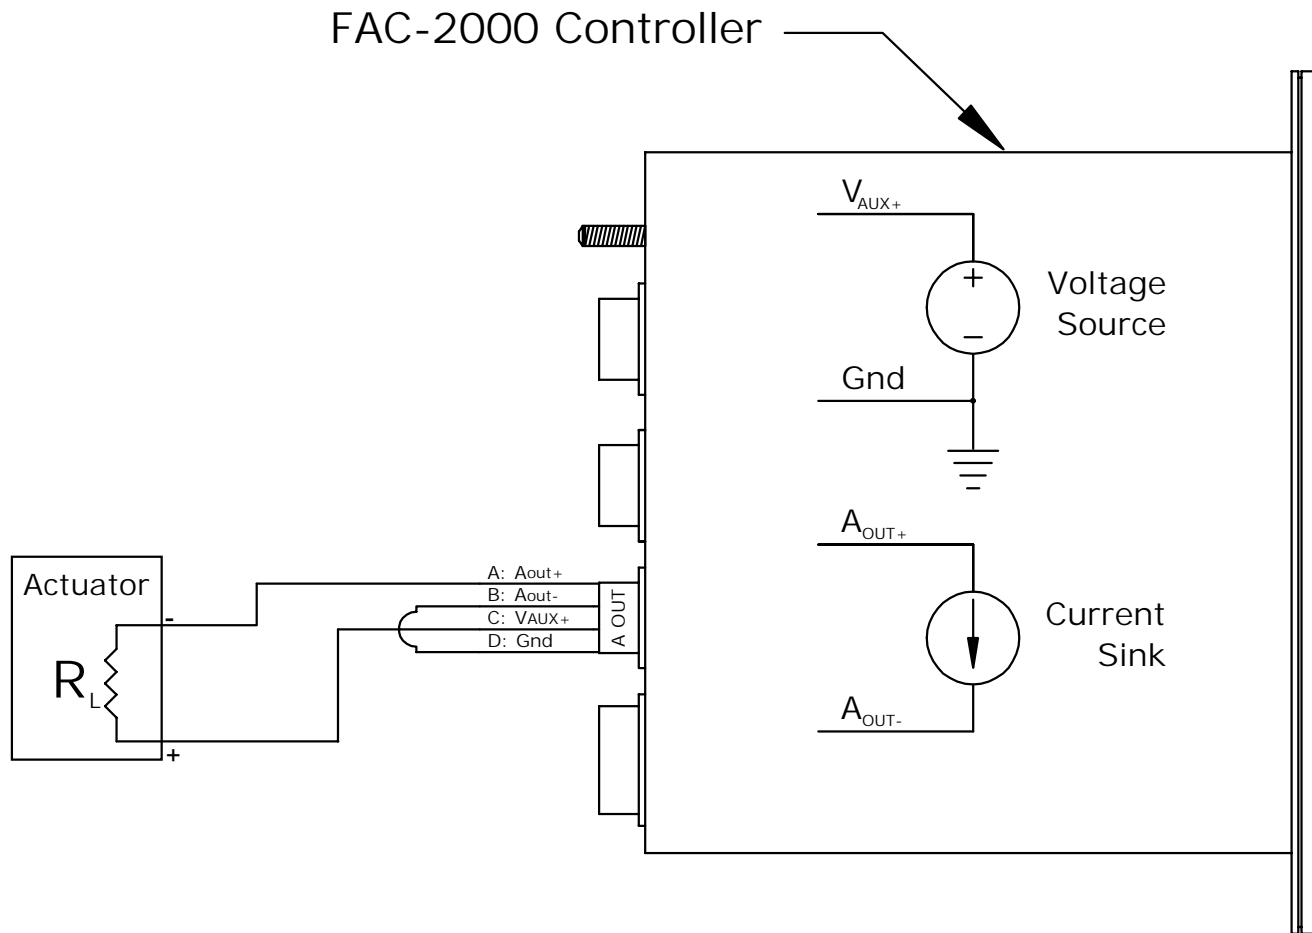 FAC-2000 Controller
VAUX+
+
Voltage
Source
-
Gnd
AOUT+
Current
Sink
AOUT-
A: Aout+
B: Aout-
C: VAUX+
D: Gnd
A OUT
Actuator
-
RL
+